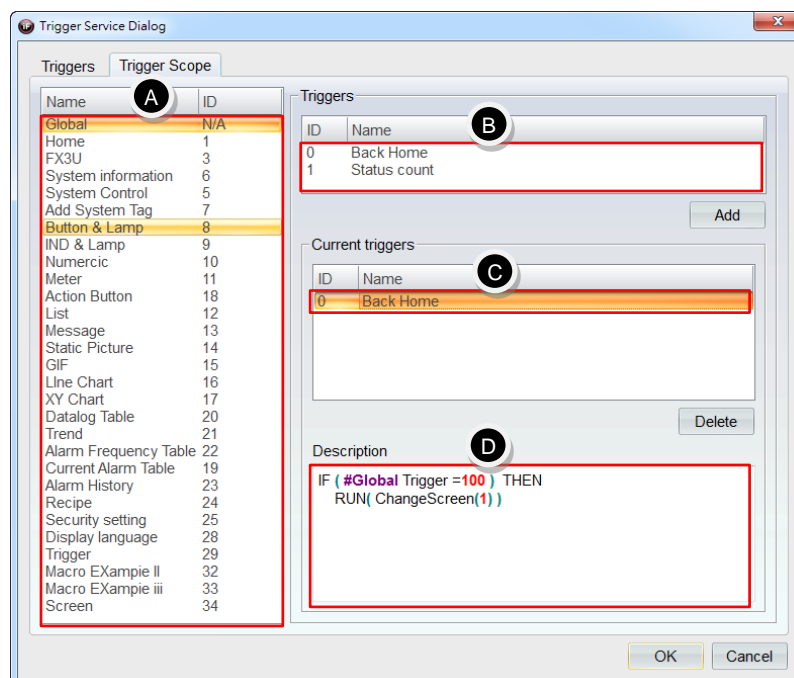 iF Trigger Service Dialog
x
Triggers Trigger Scope
Name A ID
Global N/A
Home 1
FX3U 3
System information 6
System Control 5
Add System Tag 7
Button & Lamp 8
IND & Lamp 9
Numercic 10
Meter 11
Action Button 18
List 12
Message 13
Static Picture 14
GIF 15
LIne Chart 16
XY Chart 17
Datalog Table 20
Trend 21
Alarm Frequency Table 22
Current Alarm Table 19
Alarm History 23
Recipe 24
Security setting 25
Display language 28
Trigger 29
Macro EXampie II 32
Macro EXampie iii 33
Screen 34
Triggers
ID Name B
0 Back Home
1 Status count
Add
Current triggers
ID Name C
0 Back Home
Delete
Description D
IF ( #Global Trigger =100 ) THEN
RUN( ChangeScreen(1) )
OK Cancel